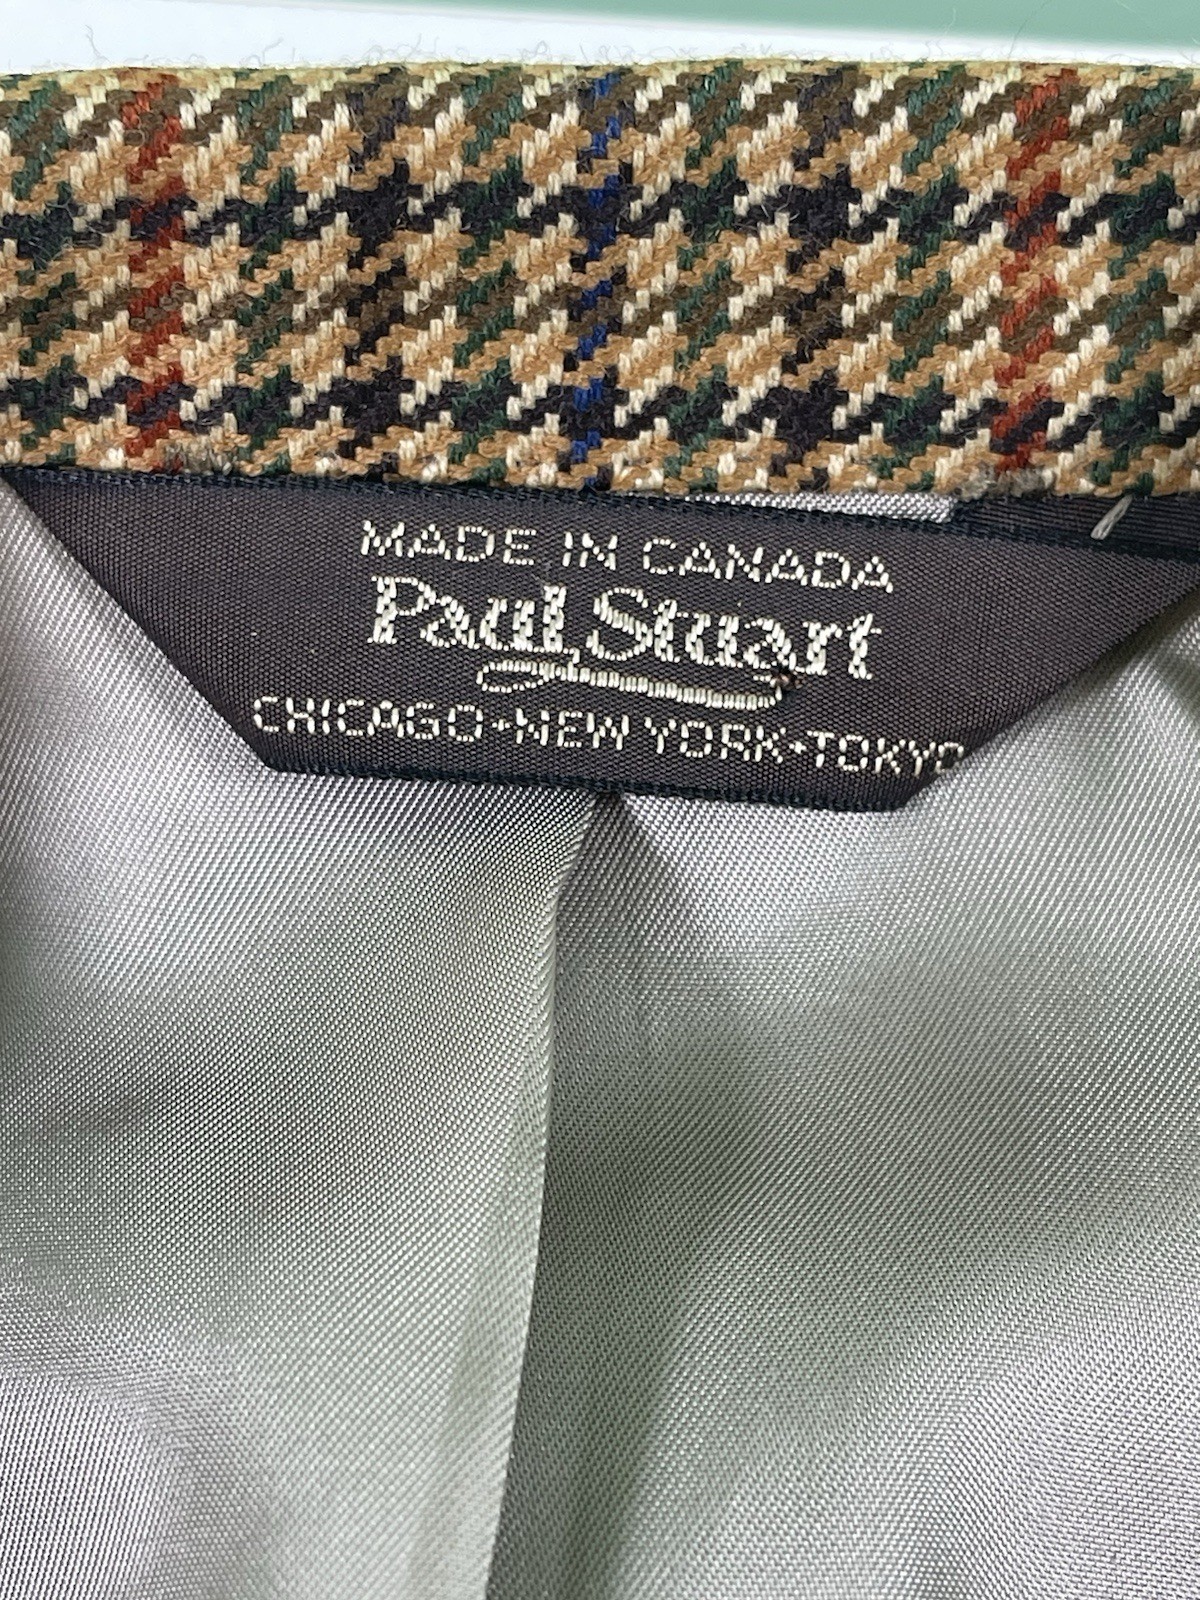 MADE IN CANADA
Paul Stuart
CHICAGO•NEW YORK•TOKYO